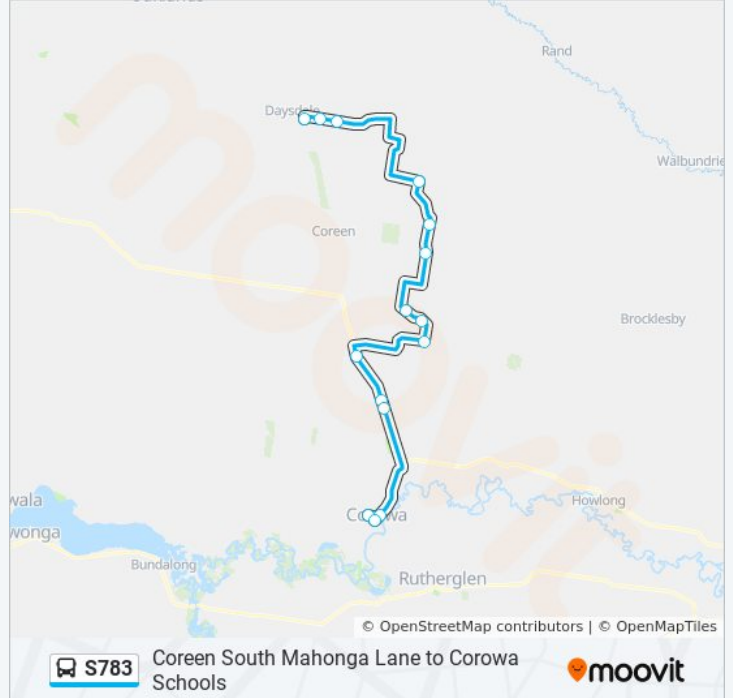 Rand
Daysdale
Walbundrie
Coreen
Brocklesby
Howlong
Corowa
Bundalong
Rutherglen
© OpenStreetMap contributors | © OpenMapTiles
S783
Coreen South Mahonga Lane to Corowa
Schools
moovit
moovit